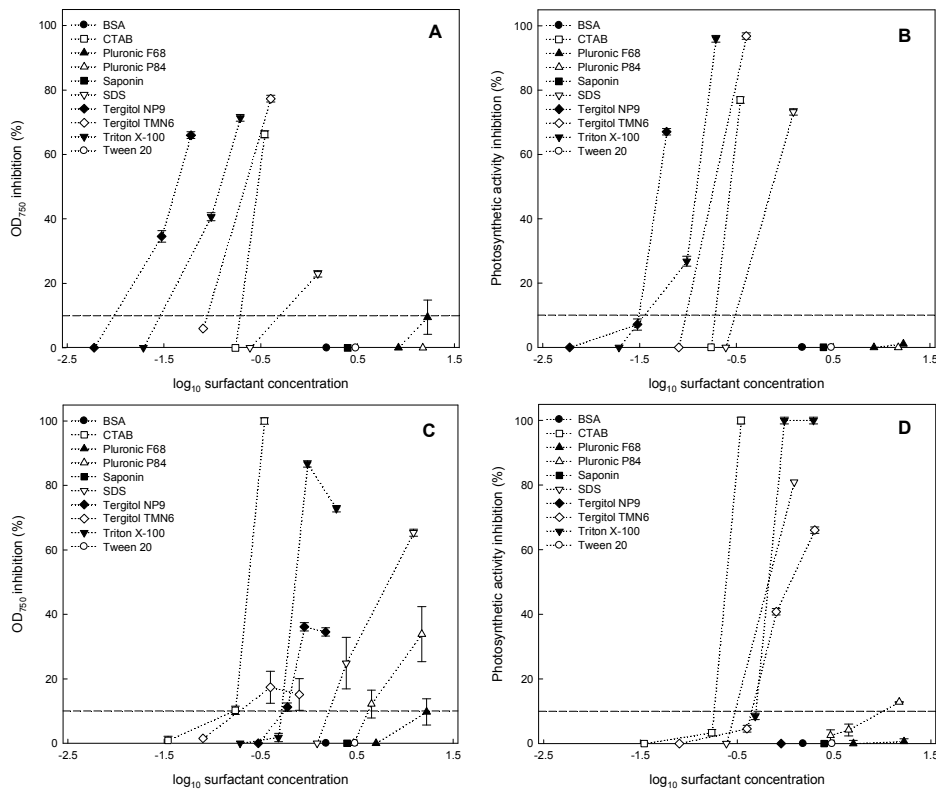 A
BSA
CTAB
Pluronic F68
Pluronic P84
Saponin
SDS
Tergitol NP9
Tergitol TMN6
Triton X-100
Tween 20
OD750 inhibition (%)
100
80
60
40
20
0
-2.5 -1.5 -0.5 0.5 1.5
log10 surfactant concentration
B
BSA
CTAB
Pluronic F68
Pluronic P84
Saponin
SDS
Tergitol NP9
Tergitol TMN6
Triton X-100
Tween 20
Photosynthetic activity inhibition (%)
100
80
60
40
20
0
-2.5 -1.5 -0.5 0.5 1.5
log10 surfactant concentration
C
BSA
CTAB
Pluronic F68
Pluronic P84
Saponin
SDS
Tergitol NP9
Tergitol TMN6
Triton X-100
Tween 20
OD750 inhibition (%)
100
80
60
40
20
0
-2.5 -1.5 -0.5 0.5 1.5
log10 surfactant concentration
D
BSA
CTAB
Pluronic F68
Pluronic P84
Saponin
SDS
Tergitol NP9
Tergitol TMN6
Triton X-100
Tween 20
Photosynthetic activity inhibition (%)
100
80
60
40
20
0
-2.5 -1.5 -0.5 0.5 1.5
log10 surfactant concentration